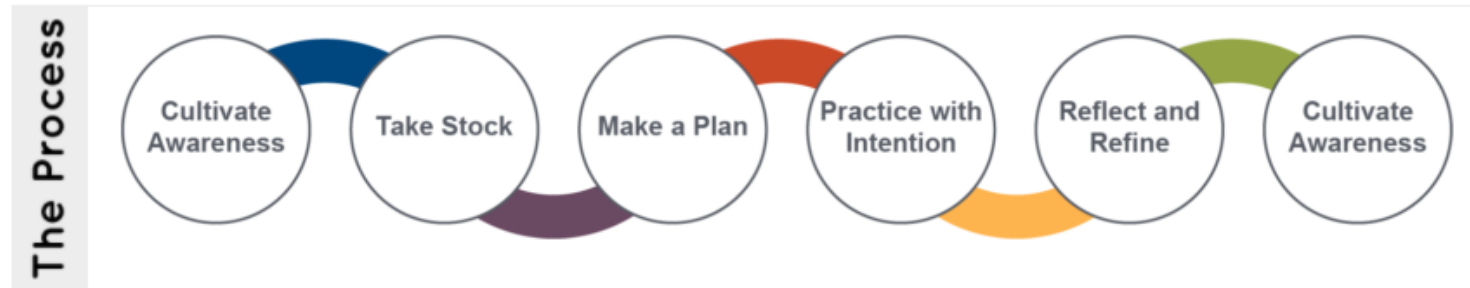 The Process
Cultivate
Awareness
Take Stock
Make a Plan
Practice with
Intention
Reflect and
Refine
Cultivate
Awareness